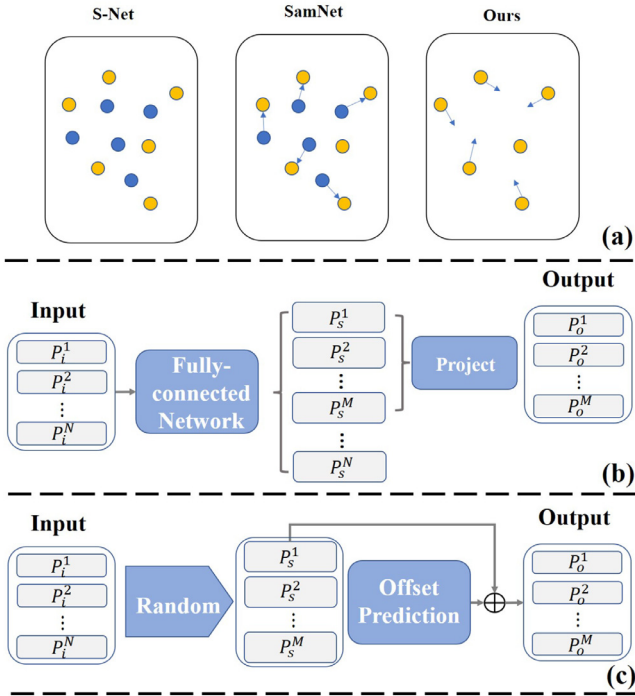 S-Net SamNet Ours
(a)
Input Output
P_i^1
P_i^2
⋮
P_i^N
Fully-
connected
Network
P_s^1
P_s^2
⋮
P_s^M
⋮
P_s^N
Project
P_o^1
P_o^2
⋮
P_o^M
(b)
Input Output
P_i^1
P_i^2
⋮
P_i^N
Random
P_s^1
P_s^2
⋮
P_s^M
Offset
Prediction
P_o^1
P_o^2
⋮
P_o^M
(c)